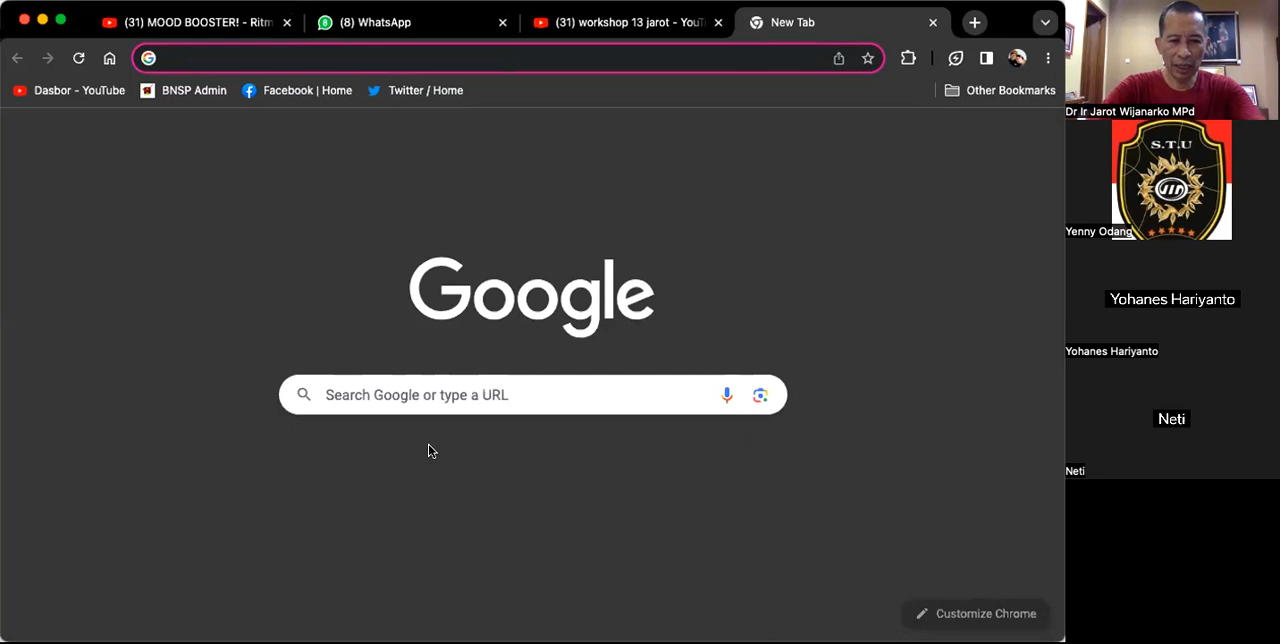 (31) MOOD BOOSTER! - Ritm
(8) WhatsApp
(31) workshop 13 jarot - YouT
New Tab
Dasbor - YouTube
BNSP Admin
Facebook | Home
Twitter / Home
Other Bookmarks
Google
Search Google or type a URL
Customize Chrome
Dr Ir Jarot Wijanarko MPd
S.T.U
Yenny Odang
Yohanes Hariyanto
Yohanes Hariyanto
Neti
Neti